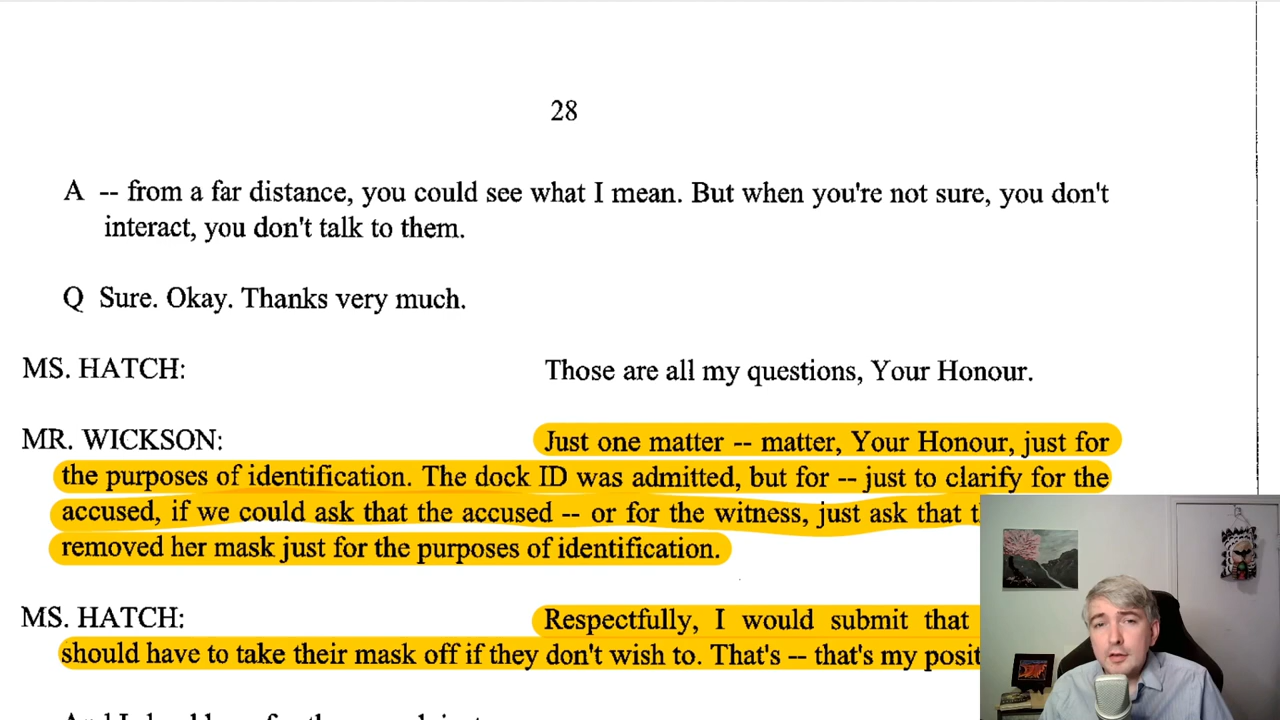 28
A -- from a far distance, you could see what I mean. But when you're not sure, you don't
interact, you don't talk to them.
Q Sure. Okay. Thanks very much.
MS. HATCH: Those are all my questions, Your Honour.
MR. WICKSON: Just one matter -- matter, Your Honour, just for
the purposes of identification. The dock ID was admitted, but for -- just to clarify for the
accused, if we could ask that the accused -- or for the witness, just ask that
removed her mask just for the purposes of identification.
MS. HATCH: Respectfully, I would submit that
should have to take their mask off if they don't wish to. That's -- that's my